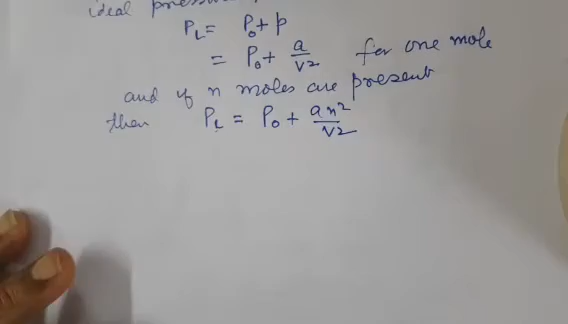 ideal pressure
P_L = P_0 + p
= P_0 + a/V2 for one mole
and if n moles are present
then P_L = P_0 + an²/V2